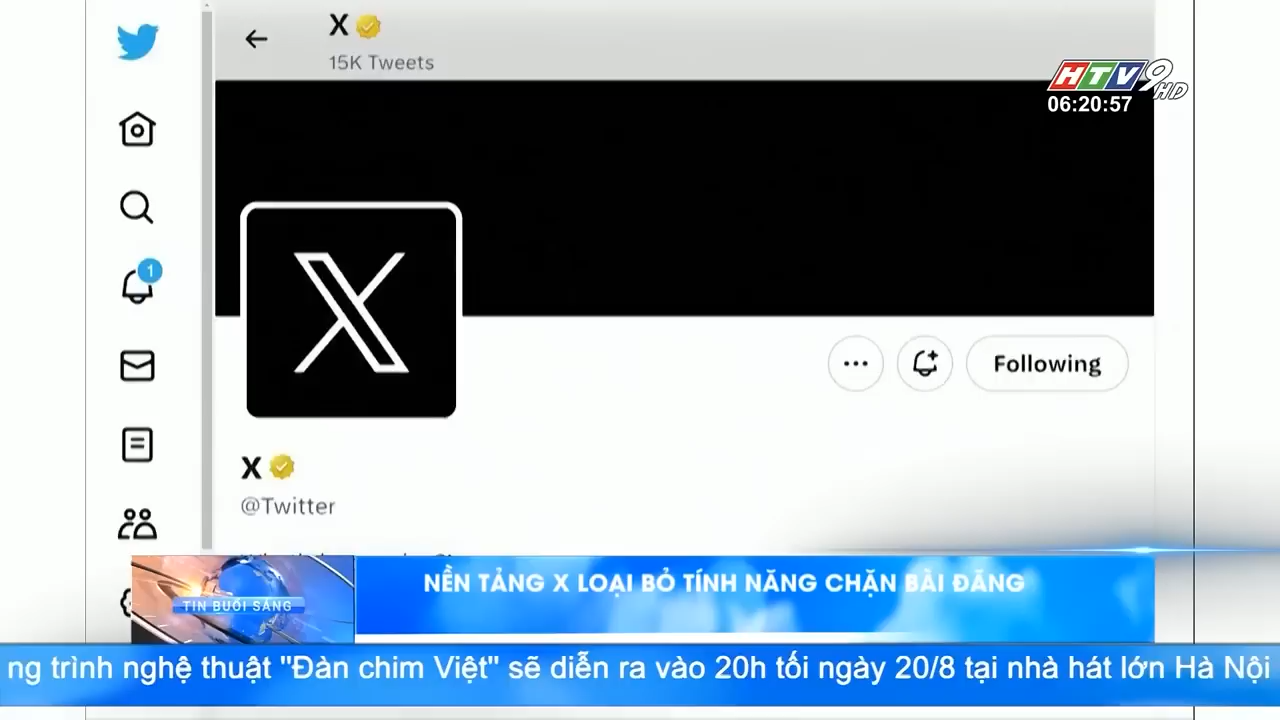 X
15K Tweets
HTV9 HD
06:20:57
1
Following
X
@Twitter
NỀN TẢNG X LOẠI BỎ TÍNH NĂNG CHẶN BÀI ĐĂNG
TIN BUỔI SÁNG
ng trình nghệ thuật "Đàn chim Việt" sẽ diễn ra vào 20h tối ngày 20/8 tại nhà hát lớn Hà Nội